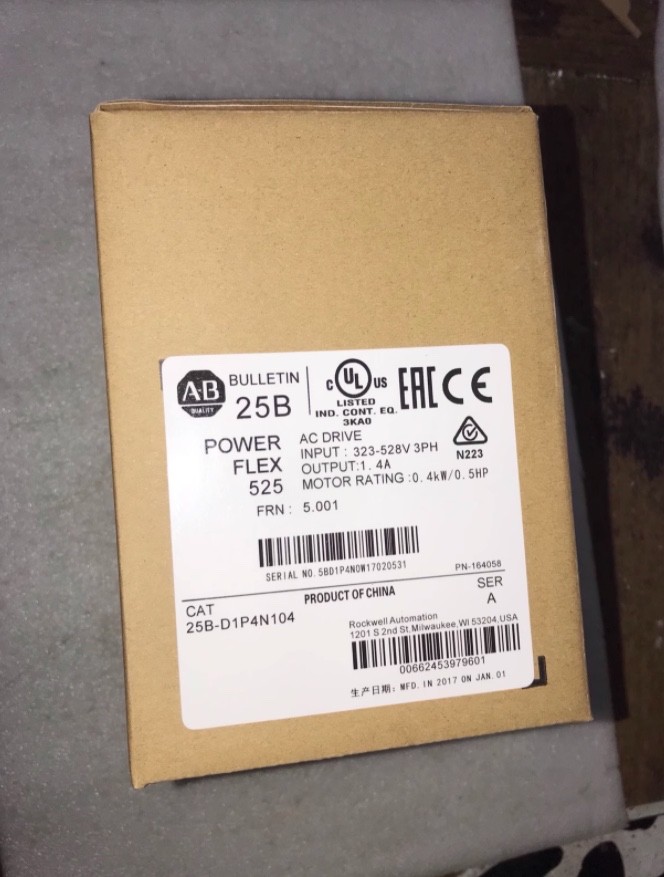 A-B
QUALITY
BULLETIN
25B
C UL US
LISTED
IND. CONT. EQ.
3KA0
EAC CE
N223
POWER
FLEX
525
AC DRIVE
INPUT : 323-528V 3PH
OUTPUT:1. 4A
MOTOR RATING :0. 4kW/0. 5HP
FRN : 5.001
SERIAL NO. 5BD1P4N0W17020531
PN-164058
PRODUCT OF CHINA
CAT
25B-D1P4N104
SER
A
Rockwell Automation
1201 S 2nd St.Milwaukee,WI 53204,USA
00662453979601
生产日期: MFD. IN 2017 ON JAN. 01